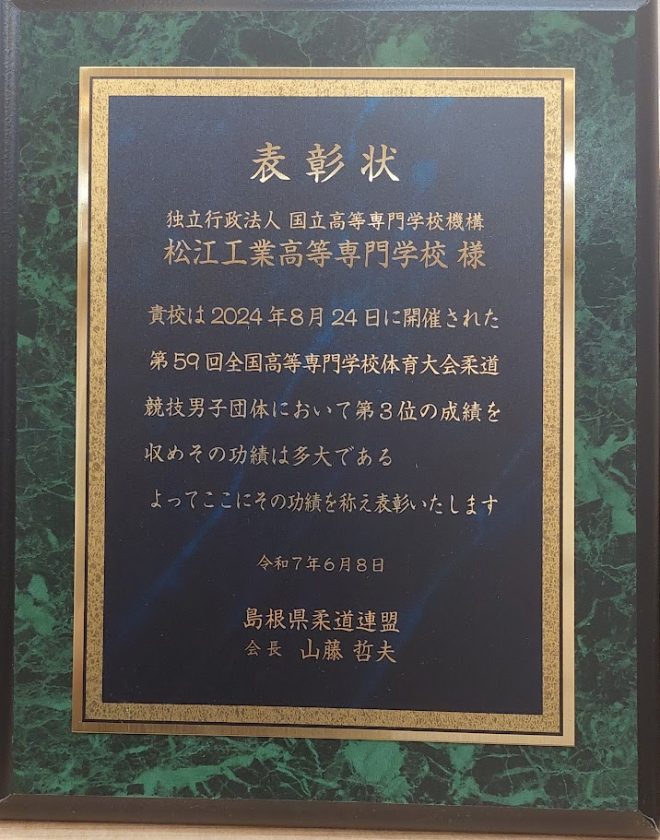 表彰状
独立行政法人 国立高等専門学校機構
松江工業高等専門学校 様
貴校は2024年8月24日に開催された
第59回全国高等専門学校体育大会柔道
競技男子団体において第3位の成績を
収めその功績は多大である
よってここにその功績を称え表彰いたします
令和7年6月8日
島根県柔道連盟
会長 山藤 哲夫